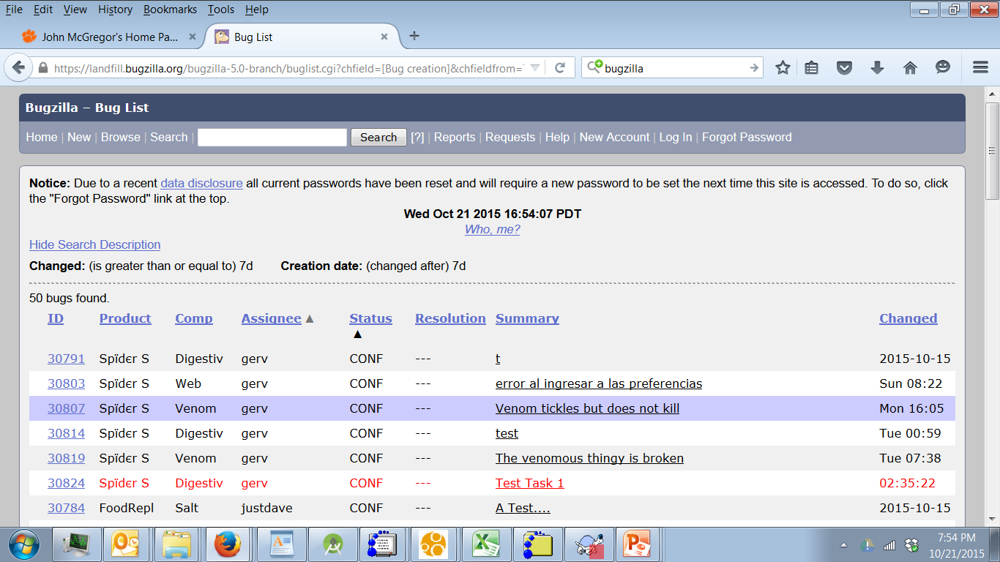 File Edit View History Bookmarks Tools Help
John McGregor's Home Pa... × Bug List × +
https://landfill.bugzilla.org/bugzilla-5.0-branch/buglist.cgi?chfield=[Bug creation]&chfieldfrom= bugzilla
Bugzilla – Bug List
Home | New | Browse | Search | Search [?] | Reports | Requests | Help | New Account | Log In | Forgot Password
Notice: Due to a recent data disclosure all current passwords have been reset and will require a new password to be set the next time this site is accessed. To do so, click
the "Forgot Password" link at the top.
Wed Oct 21 2015 16:54:07 PDT
Who, me?
Hide Search Description
Changed: (is greater than or equal to) 7d Creation date: (changed after) 7d
50 bugs found.
ID Product Comp Assignee ▲ Status ▲ Resolution Summary Changed
30791 Spïdєr S Digestiv gerv CONF --- t 2015-10-15
30803 Spïdєr S Web gerv CONF --- error al ingresar a las preferencias Sun 08:22
30807 Spïdєr S Venom gerv CONF --- Venom tickles but does not kill Mon 16:05
30814 Spïdєr S Digestiv gerv CONF --- test Tue 00:59
30819 Spïdєr S Venom gerv CONF --- The venomous thingy is broken Tue 07:38
30824 Spïdєr S Digestiv gerv CONF --- Test Task 1 02:35:22
30784 FoodRepl Salt justdave CONF --- A Test.... 2015-10-15
7:54 PM
10/21/2015